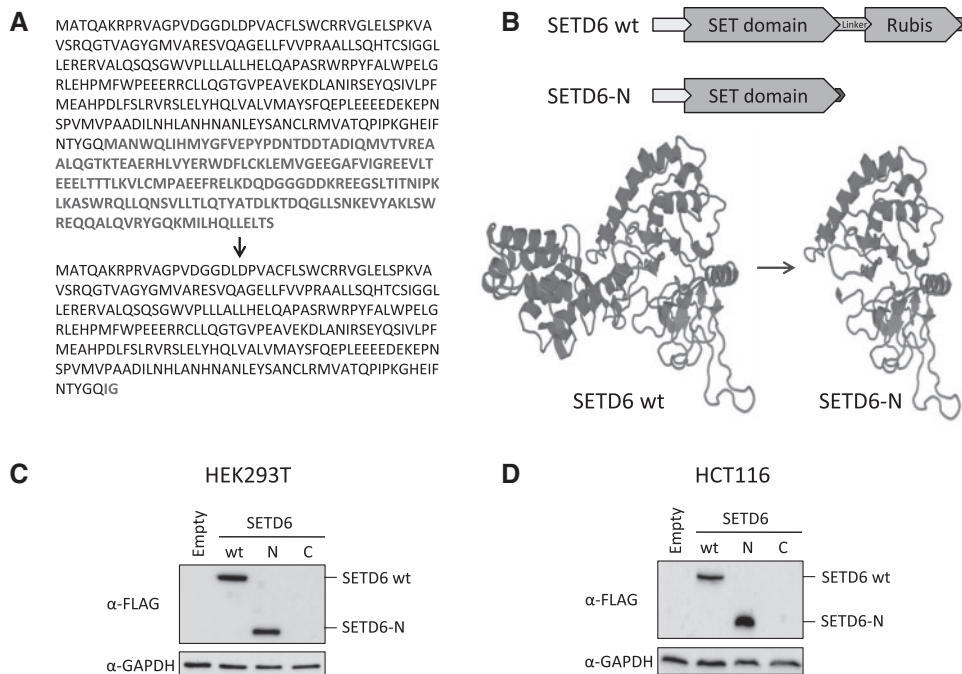 A
MATQAKRPRVAGPVDGGDLDPVACFLSWCRRVGLELSPKVA
VSRQGTVAGYGMVARESVQAGELLFVVPRAALLSQHTCSIGGL
LERERVALQSQSGWVPLLLALLHELQAPASRWRPYFALWPELG
RLEHPMFWPEEERRCLLQGTGVPEAVEKDLANIRSEYQSIVLPF
MEAHPDLFSLRVRSLELYHQLVALVMAYSFQEPLEEEEDEKEPN
SPVMVPAADILNHLANHNANLEYSANCLRMVATQPIPKGHEIF
NTYGQMANWQLIHMYGFVEPYPDNTDDTADIQMVTVREA
ALQGTKTEAERHLVYERWDFLCKLEMVGEEGAFVIGREEVLT
EEELTTTLKVLCMPAEEFRELKDQDGGGDDKREEGSLTITNIPK
LKASWRQLLQNSVLLTLQTYATDLKTDQGLLSNKEVYAKLSW
REQQALQVRYGQKMILHQLLELTS
MATQAKRPRVAGPVDGGDLDPVACFLSWCRRVGLELSPKVA
VSRQGTVAGYGMVARESVQAGELLFVVPRAALLSQHTCSIGGL
LERERVALQSQSGWVPLLLALLHELQAPASRWRPYFALWPELG
RLEHPMFWPEEERRCLLQGTGVPEAVEKDLANIRSEYQSIVLPF
MEAHPDLFSLRVRSLELYHQLVALVMAYSFQEPLEEEEDEKEPN
SPVMVPAADILNHLANHNANLEYSANCLRMVATQPIPKGHEIF
NTYGQIG
B
SETD6 wt SET domain Linker Rubis
SETD6-N SET domain
SETD6 wt SETD6-N
C
HEK293T
Empty
SETD6
wt N C
α-FLAG
SETD6 wt
SETD6-N
α-GAPDH
D
HCT116
Empty
SETD6
wt N C
α-FLAG
SETD6 wt
SETD6-N
α-GAPDH